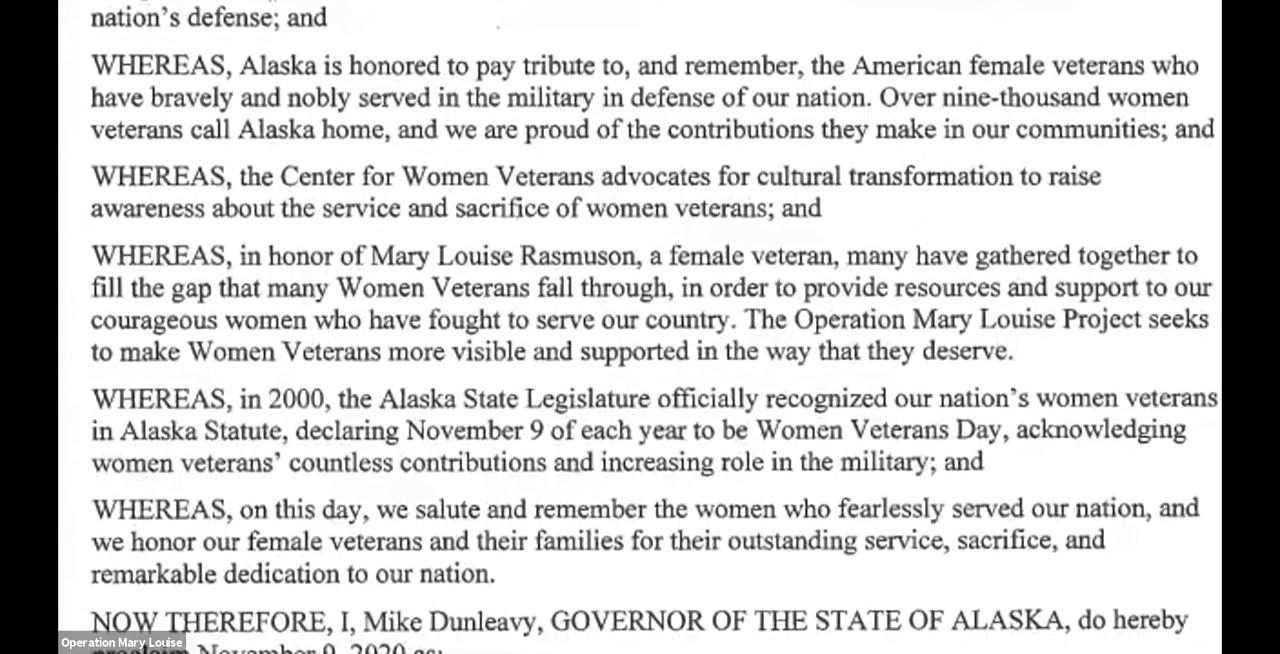 nation's defense; and
WHEREAS, Alaska is honored to pay tribute to, and remember, the American female veterans who
have bravely and nobly served in the military in defense of our nation. Over nine-thousand women
veterans call Alaska home, and we are proud of the contributions they make in our communities; and
WHEREAS, the Center for Women Veterans advocates for cultural transformation to raise
awareness about the service and sacrifice of women veterans; and
WHEREAS, in honor of Mary Louise Rasmuson, a female veteran, many have gathered together to
fill the gap that many Women Veterans fall through, in order to provide resources and support to our
courageous women who have fought to serve our country. The Operation Mary Louise Project seeks
to make Women Veterans more visible and supported in the way that they deserve.
WHEREAS, in 2000, the Alaska State Legislature officially recognized our nation's women veterans
in Alaska Statute, declaring November 9 of each year to be Women Veterans Day, acknowledging
women veterans' countless contributions and increasing role in the military; and
WHEREAS, on this day, we salute and remember the women who fearlessly served our nation, and
we honor our female veterans and their families for their outstanding service, sacrifice, and
remarkable dedication to our nation.
NOW THEREFORE, I, Mike Dunleavy, GOVERNOR OF THE STATE OF ALASKA, do hereby
November 9, 2020 as:
Operation Mary Louise